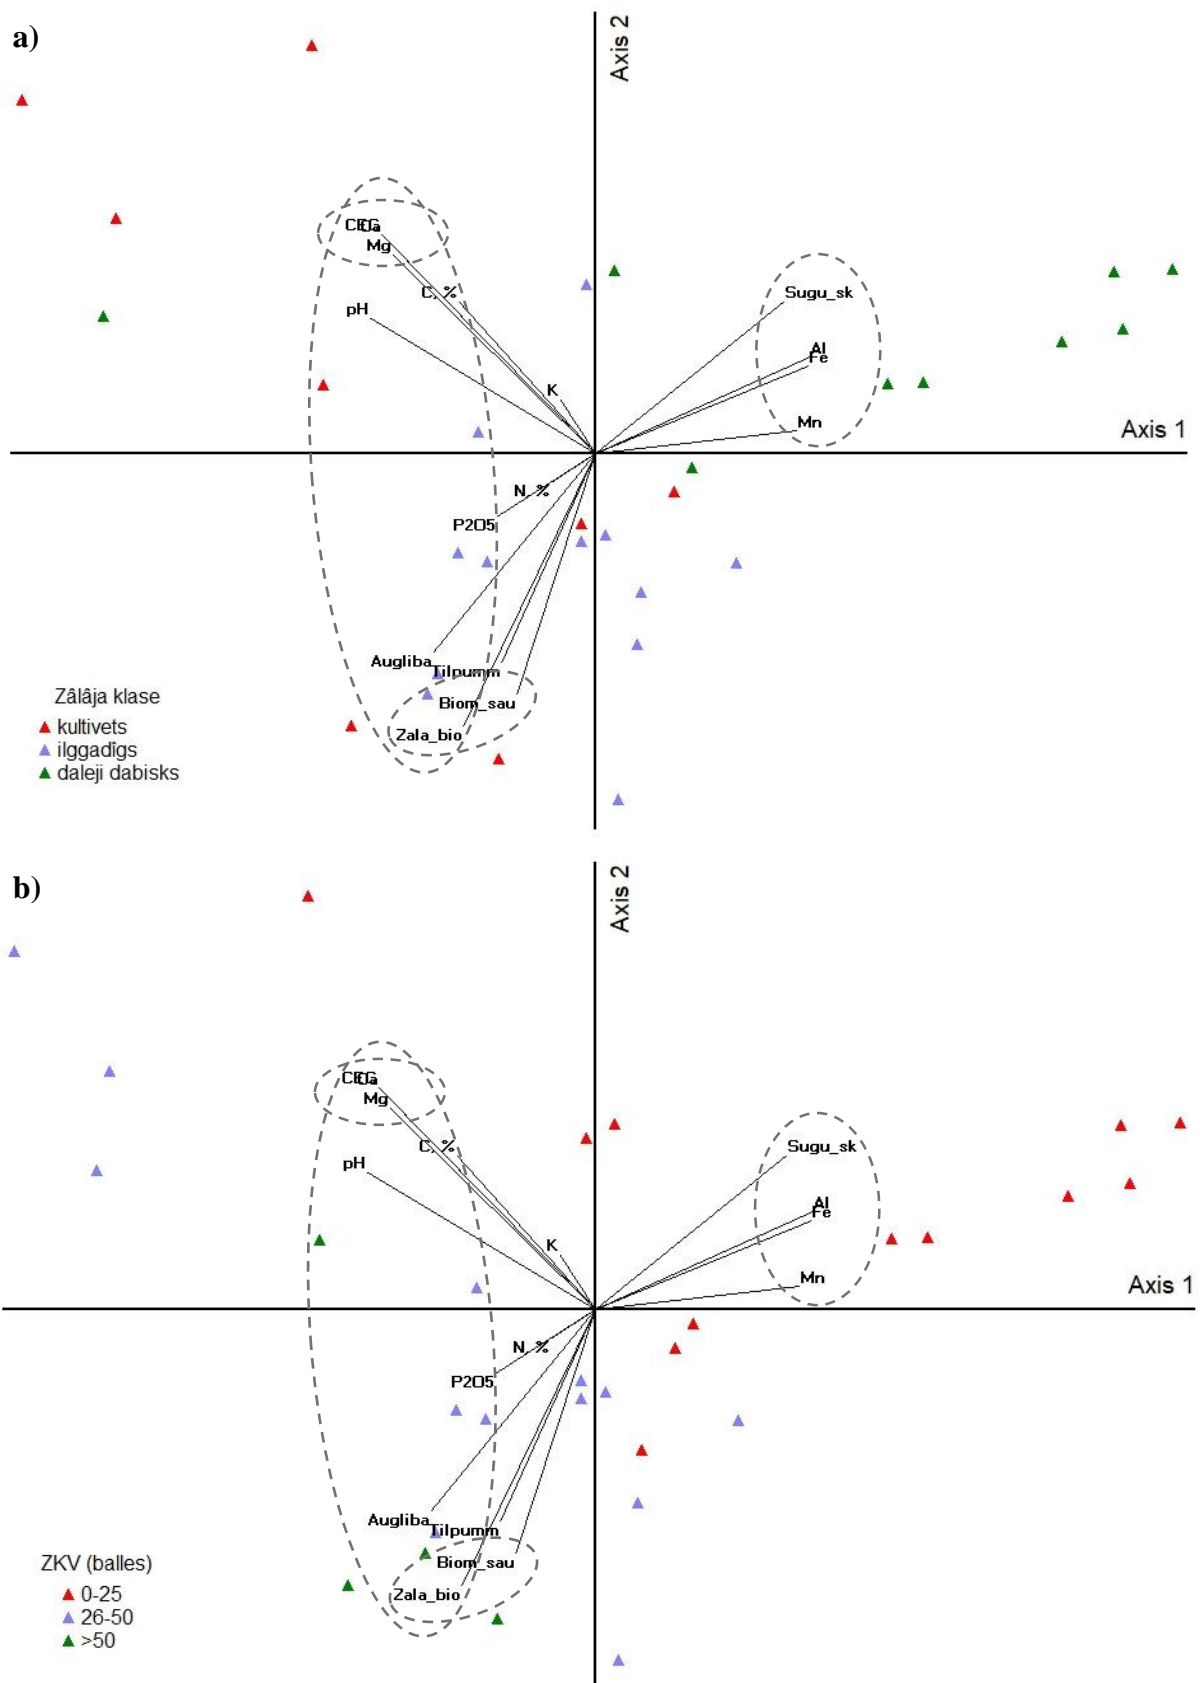 a)
Axis 2
CEC
Ca
Mg
C, %
pH
K
Sugu_sk
Al
Fe
Mn
Axis 1
N, %
P2O5
Augliba
Tilpumm
Biom_sau
Zala_bio
Zâlâja klase
kultivets
ilggadîgs
daleji dabisks
b)
Axis 2
Ca
Mg
C, %
pH
K
Sugu_sk
Al
Fe
Mn
Axis 1
N, %
P2O5
Augliba
Tilpumm
Biom_sau
Zala_bio
ZKV (balles)
0-25
26-50
>50